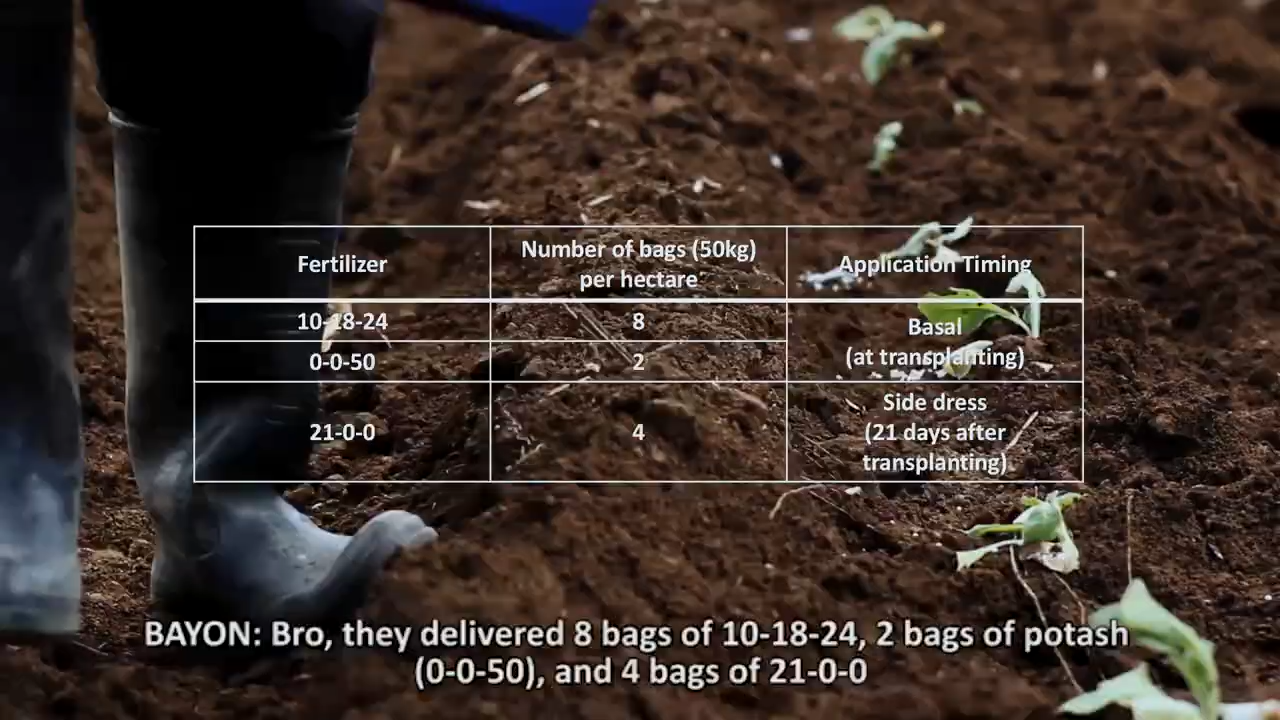 Fertilizer
Number of bags (50kg)
per hectare
Application Timing
10-18-24
8
Basal
(at transplanting)
0-0-50
2
21-0-0
4
Side dress
(21 days after
transplanting)
BAYON: Bro, they delivered 8 bags of 10-18-24, 2 bags of potash
(0-0-50), and 4 bags of 21-0-0